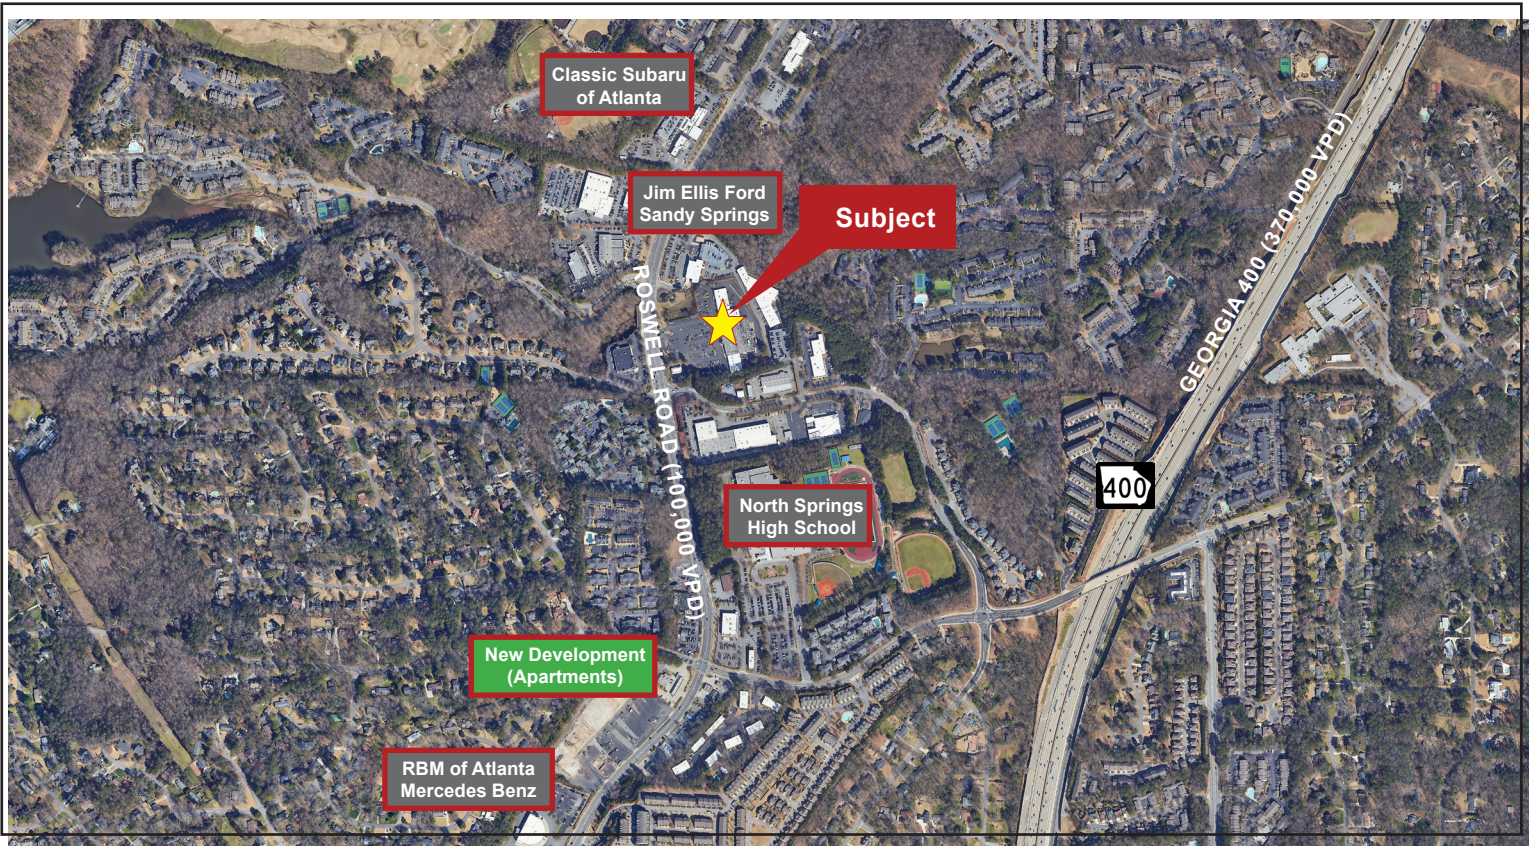 Classic Subaru
of Atlanta
Jim Ellis Ford
Sandy Springs
Subject
ROSWELL ROAD (100,000 VPD)
GEORGIA 400 (370,000 VPD)
400
North Springs
High School
New Development
(Apartments)
RBM of Atlanta
Mercedes Benz